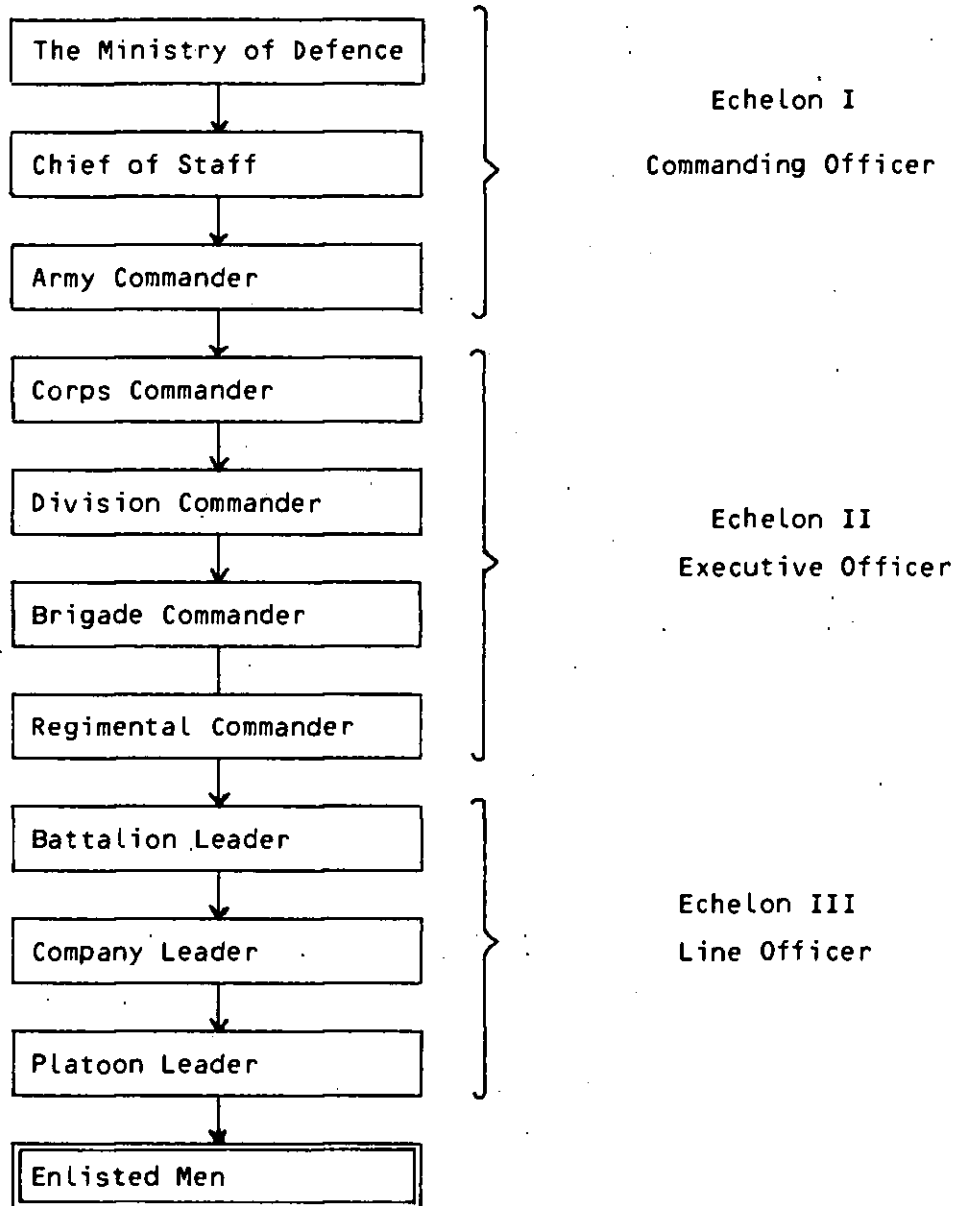 The Ministry of Defence
Echelon I
Chief of Staff
Commanding Officer
Army Commander
Corps Commander
Division Commander
Echelon II
Executive Officer
Brigade Commander
Regimental Commander
Battalion Leader
Echelon III
Company Leader
Line Officer
Platoon Leader
Enlisted Men